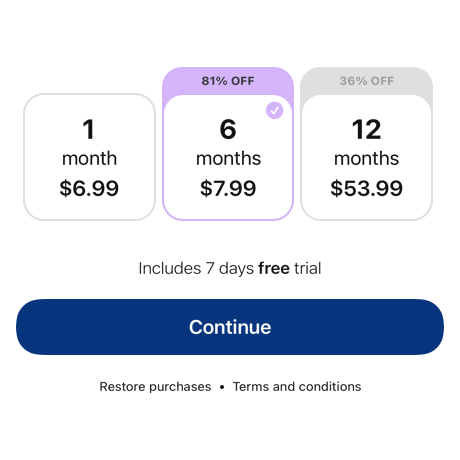 81% OFF
36% OFF
1
month
$6.99
6
months
$7.99
12
months
$53.99
Includes 7 days free trial
Continue
Restore purchases • Terms and conditions